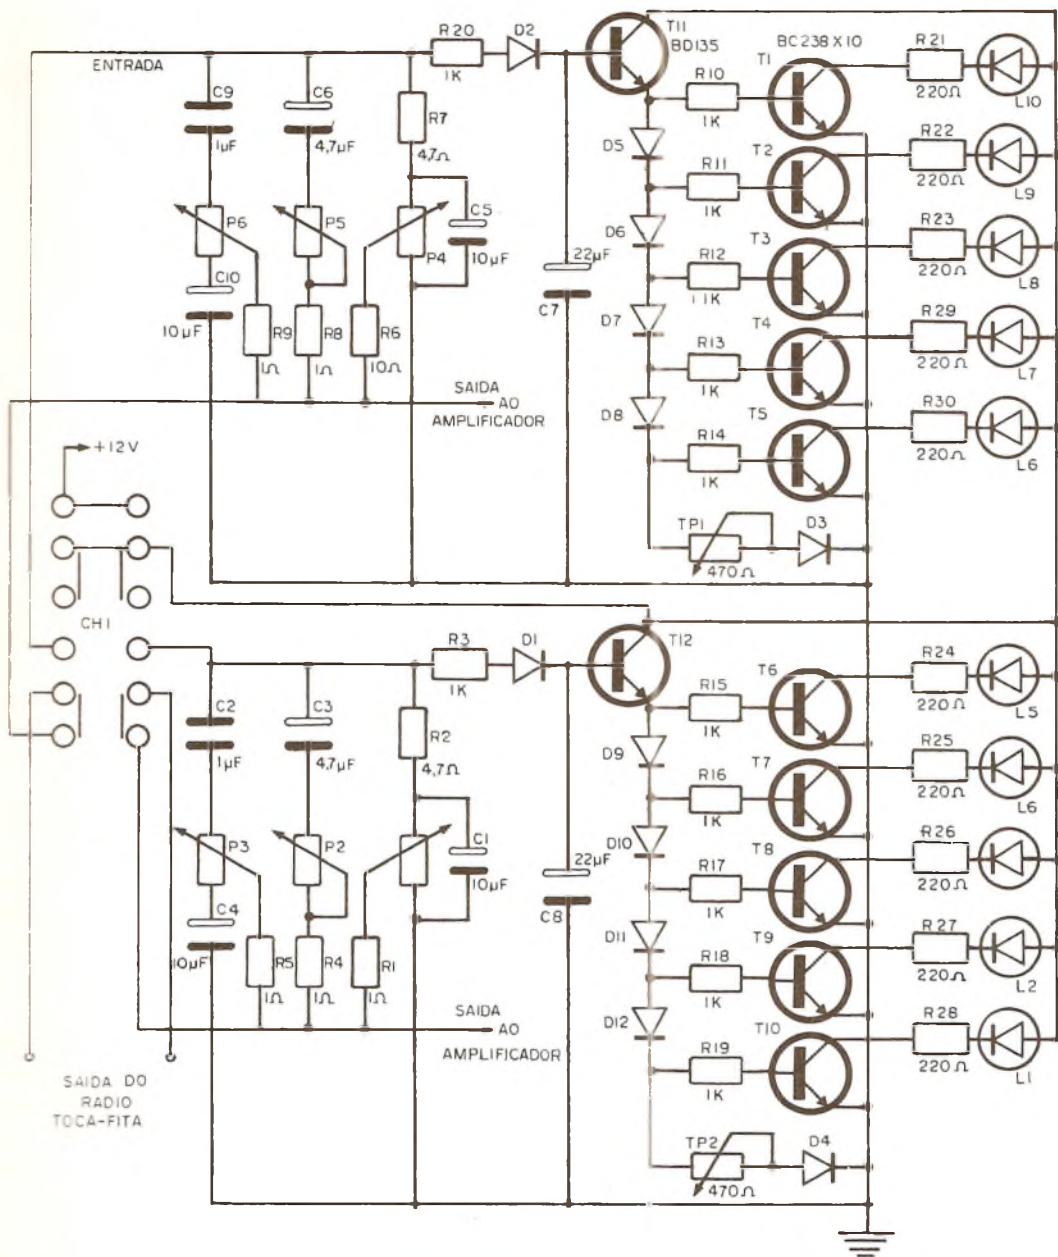 ENTRADA
R20
1K
D2
T11
BD135
BC238X10
C9
1µF
C6
4,7µF
R7
4,7Ω
P6
P5
P4
C5
10µF
C10
10µF
R9
1Ω
R8
1Ω
R6
10Ω
22µF
C7
SAIDA
AO
AMPLIFICADOR
D5
D6
D7
D8
R10
1K
R11
1K
R12
1K
R13
1K
R14
1K
T1
T2
T3
T4
T5
R21
220Ω
L10
R22
220Ω
L9
R23
220Ω
L8
R29
220Ω
L7
R30
220Ω
L6
TP1
470Ω
D3
+12V
CH1
R3
1K
D1
T12
C2
1µF
C3
4,7µF
R2
4,7Ω
P3
P2
C1
10µF
C4
10µF
R5
1Ω
R4
1Ω
R1
1Ω
22µF
C8
SAIDA
AO
AMPLIFICADOR
D9
D10
D11
D12
R15
1K
R16
1K
R17
1K
R18
1K
R19
1K
T6
T7
T8
T9
T10
R24
220Ω
L5
R25
220Ω
L6
R26
220Ω
R27
220Ω
L2
R28
220Ω
L1
TP2
470Ω
D4
SAIDA DO
RADIO
TOCA-FITA